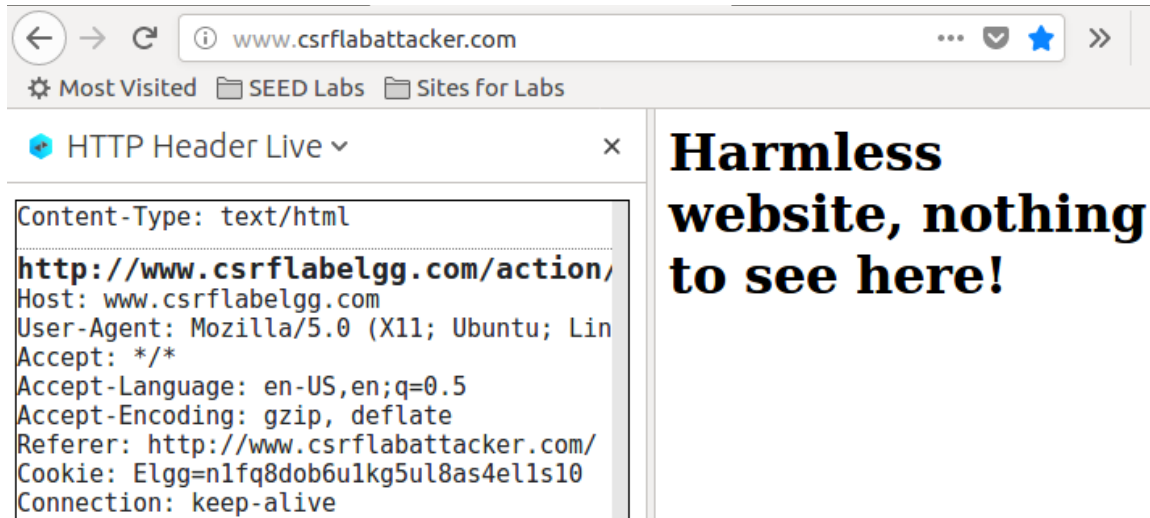 www.csrflabattacker.com
Most Visited SEED Labs Sites for Labs
HTTP Header Live
Content-Type: text/html
http://www.csrflabelgg.com/action/
Host: www.csrflabelgg.com
User-Agent: Mozilla/5.0 (X11; Ubuntu; Lin
Accept: */*
Accept-Language: en-US,en;q=0.5
Accept-Encoding: gzip, deflate
Referer: http://www.csrflabattacker.com/
Cookie: Elgg=n1fq8dob6u1kg5ul8as4el1s10
Connection: keep-alive
Harmless
website, nothing
to see here!